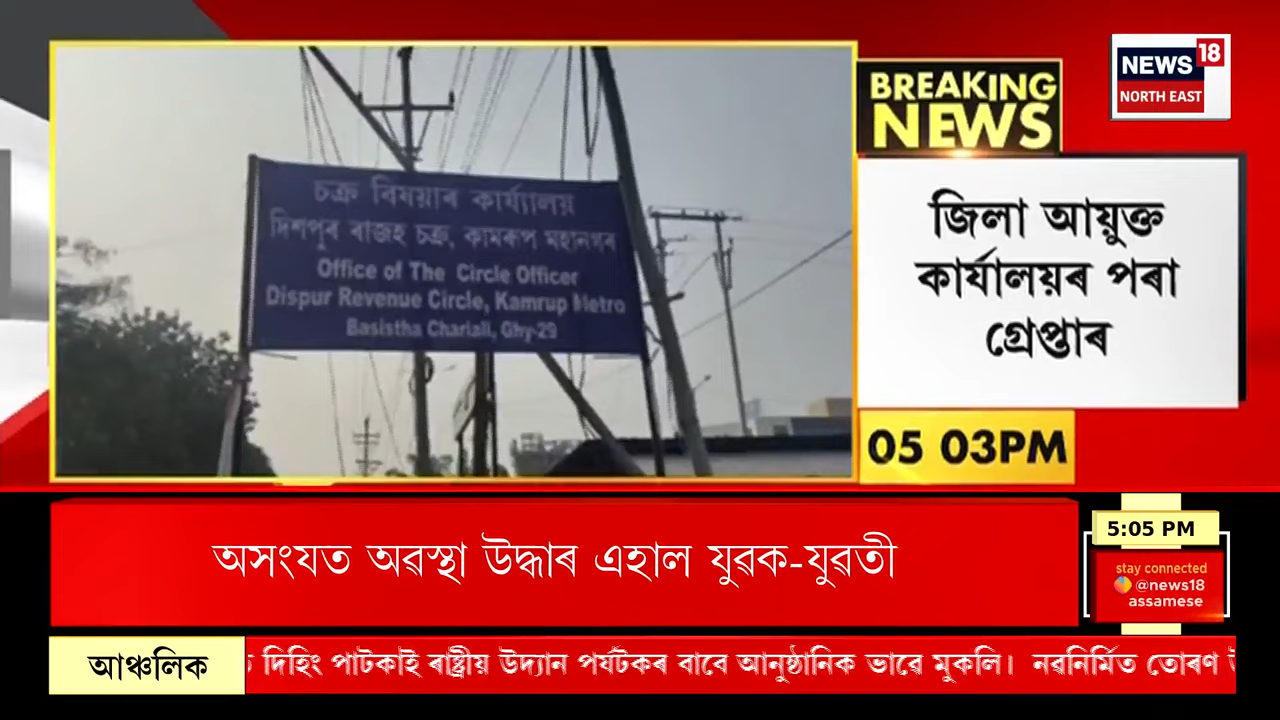 NEWS 18
NORTH EAST
BREAKING
NEWS
চক্ৰ বিষয়াৰ কাৰ্য্যালয়
দিশপুৰ ৰাজহ চক্ৰ, কামৰূপ মহানগৰ
Office of The Circle Officer
Dispur Revenue Circle, Kamrup Metro
Basistha Chariali, Ghy-29
জিলা আয়ুক্ত
কাৰ্যালয়ৰ পৰা
গ্ৰেপ্তাৰ
05 03PM
অসংযত অৱস্থা উদ্ধাৰ এহাল যুৱক-যুৱতী
5:05 PM
stay connected
@news18
assamese
আঞ্চলিক
দিহিং পাটকাই ৰাষ্ট্ৰীয় উদ্যান পৰ্যটকৰ বাবে আনুষ্ঠানিক ভাৱে মুকলি। নৱনিৰ্মিত তোৰণ